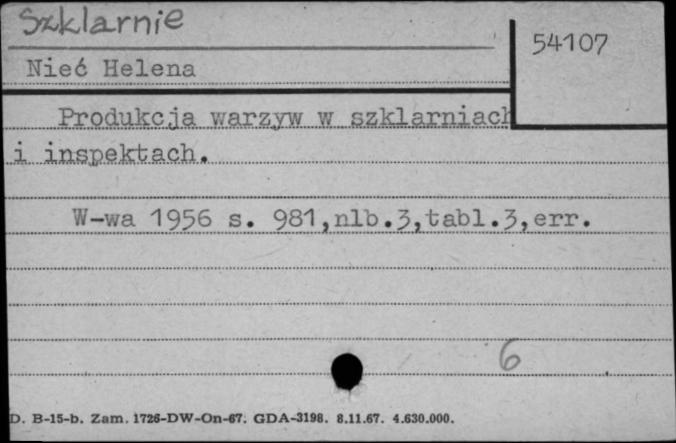 Szklarnie
54107
Nieć Helena
Produkcja warzyw w szklarniach
i inspektach.
W-wa 1956 s. 981,nlb.3,tabl.3,err.
6
D. B-15-b. Zam. 1726-DW-On-67. GDA-3198. 8.11.67. 4.630.000.